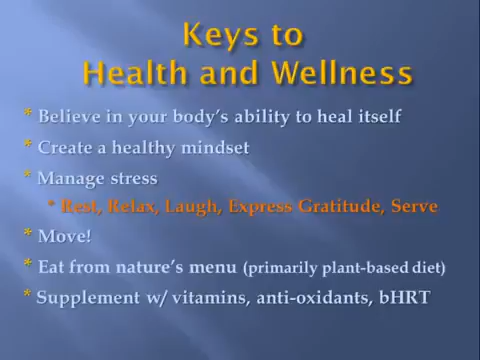 Keys to
Health and Wellness
* Believe in your body's ability to heal itself
* Create a healthy mindset
* Manage stress
* Rest, Relax, Laugh, Express Gratitude, Serve
* Move!
* Eat from nature's menu (primarily plant-based diet)
* Supplement w/ vitamins, anti-oxidants, bHRT